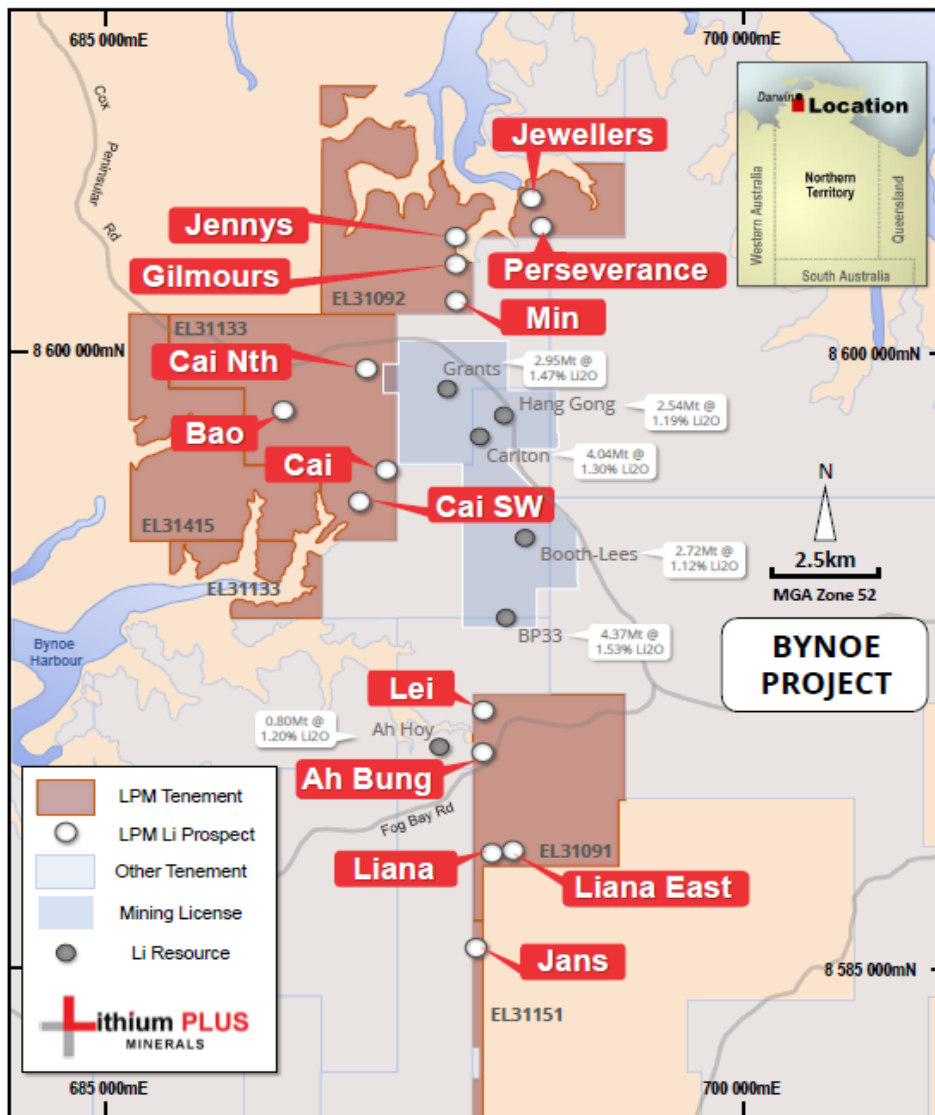 685 000mE
700 000mE
Cox
Peninsular
Rd
Darwin
Location
Northern
Territory
Western Australia
Queensland
South Australia
Jewellers
Jennys
Gilmours
Perseverance
EL31092
Min
EL31133
8 600 000mN
8 600 000mN
Cai Nth
Grants
2.95Mt @
1.47% Li2O
Hang Gong
2.54Mt @
1.19% Li2O
Bao
Carlton
4.04Mt @
1.30% Li2O
Cai
Cai SW
N
2.5km
MGA Zone 52
EL31415
Booth-Lees
2.72Mt @
1.12% Li2O
EL31133
BP33
4.37Mt @
1.53% Li2O
Bynoe
Harbour
BYNOE
PROJECT
Lei
0.80Mt @
1.20% Li2O
Ah Hoy
Ah Bung
Fog Bay Rd
LPM Tenement
LPM Li Prospect
Other Tenement
Mining License
Li Resource
Lithium PLUS
MINERALS
EL31091
Liana
Liana East
Jans
8 585 000mN
EL31151
685 000mE
700 000mE